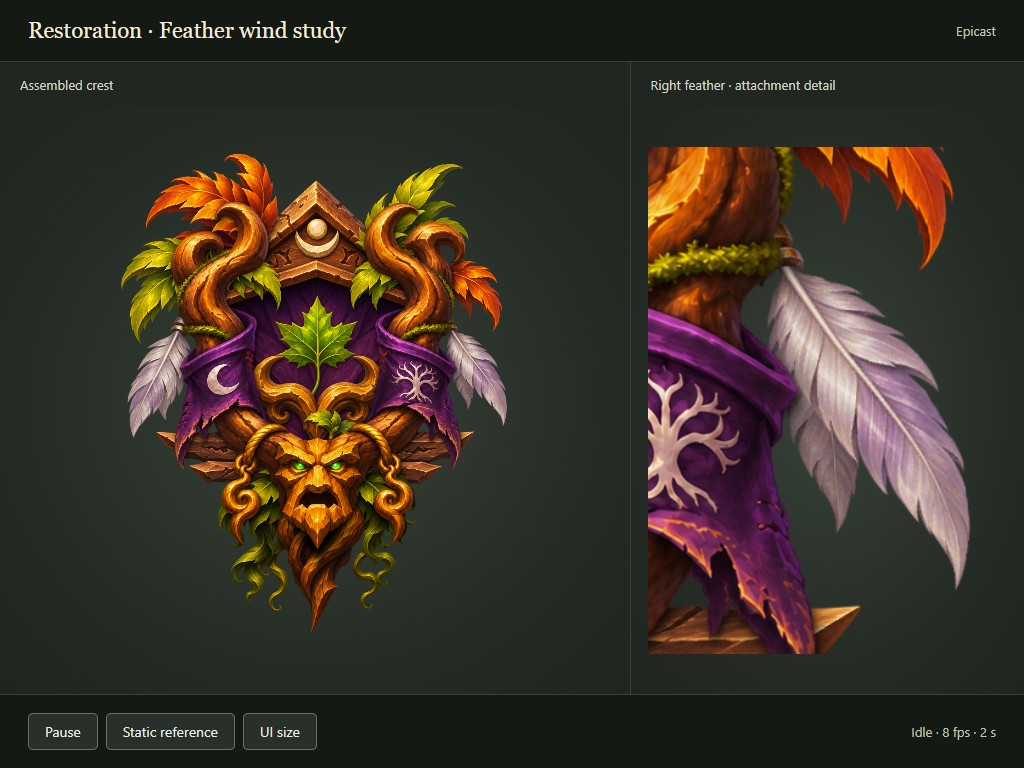 Restoration · Feather wind study
Epicast
Assembled crest
Right feather · attachment detail
Pause
Static reference
UI size
Idle · 8 fps · 2 s